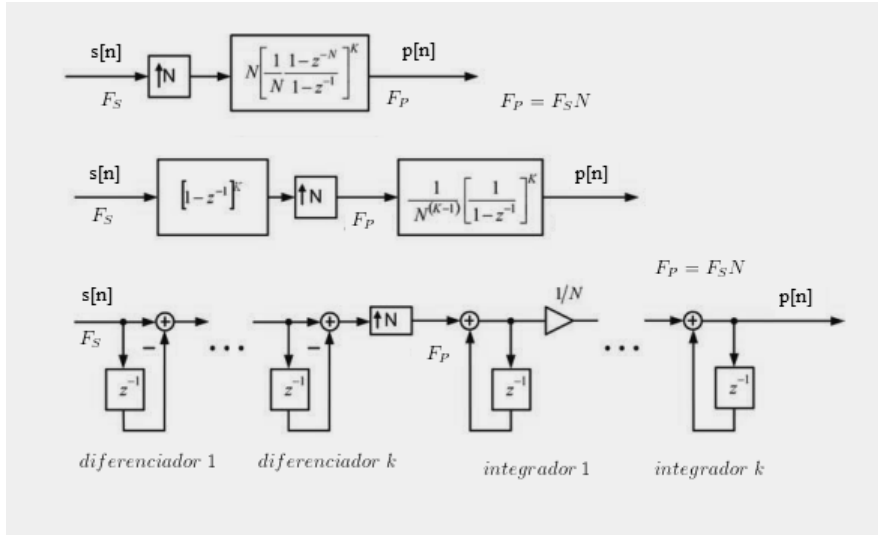 s[n]
p[n]
↑N
N[1/N 1−z^−N/1−z^−1]^K
F_S
F_P
F_P = F_S N
s[n]
p[n]
[1−z^−1]^K
↑N
1/N^(K−1) [1/1−z^−1]^K
F_S
F_P
F_P = F_S N
s[n]
1/N
p[n]
↑N
F_S
−
...
−
F_P
...
z^−1
z^−1
z^−1
z^−1
diferenciador 1
diferenciador k
integrador 1
integrador k